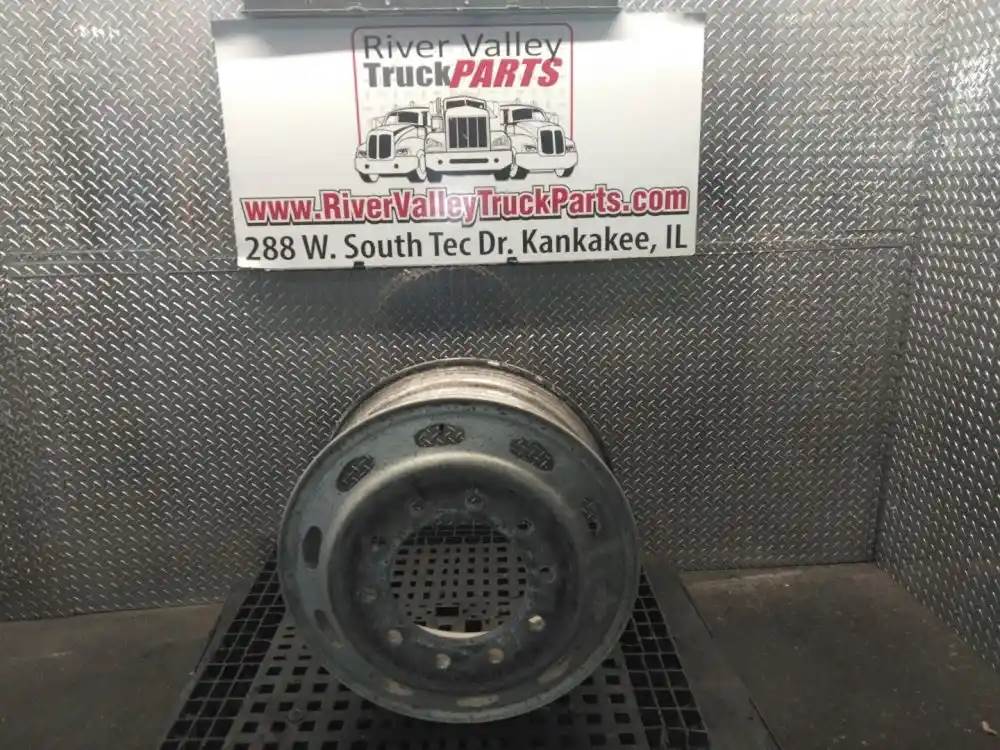 River Valley
TruckPARTS
www.RiverValleyTruckParts.com
288 W. South Tec Dr. Kankakee, IL